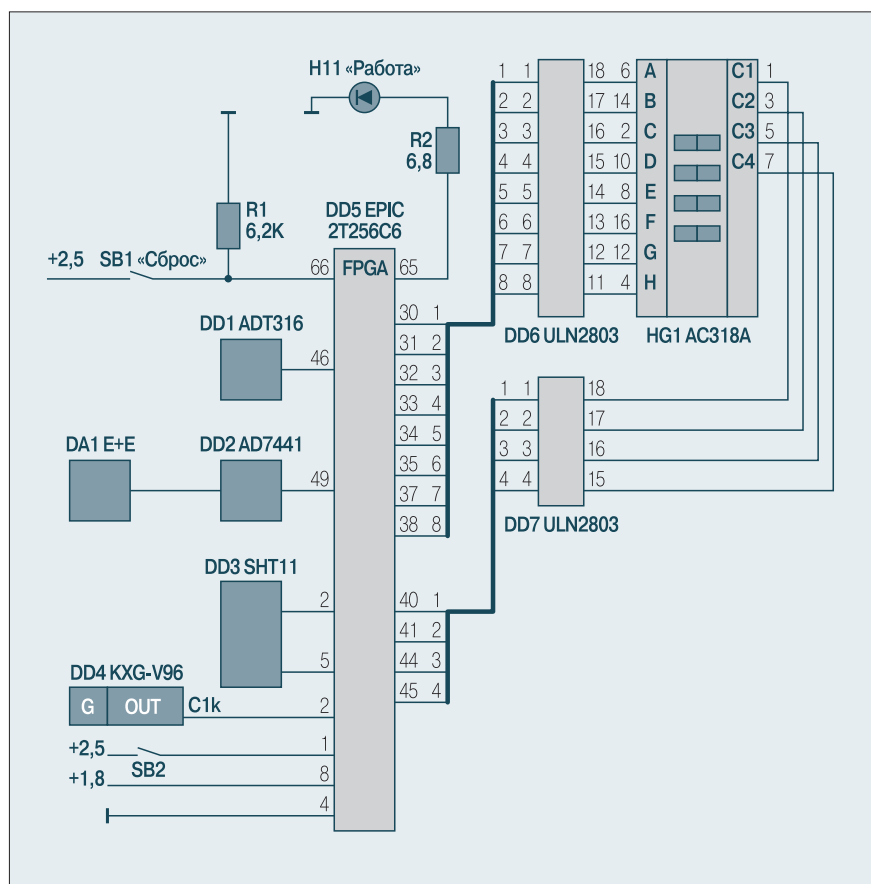 H11 «Работа»
R2
6,8
R1
6,2K
DD5 EPIC
2T256C6
+2,5 SB1 «Сброс»
66 FPGA 65
DD1 ADT316
46
DA1 E+E DD2 AD7441
49
DD3 SHT11
2
5
DD4 KXG-V96
G OUT C1k 2
+2,5 1
SB2
+1,8 8
4
30 1
31 2
32 3
33 4
34 5
35 6
37 7
38 8
40 1
41 2
44 3
45 4
1 1 18 6 A C1 1
2 2 17 14 B C2 3
3 3 16 2 C C3 5
4 4 15 10 D C4 7
5 5 14 8 E
6 6 13 16 F
7 7 12 12 G
8 8 11 4 H
DD6 ULN2803 HG1 AC318A
1 1 18
2 2 17
3 3 16
4 4 15
DD7 ULN2803